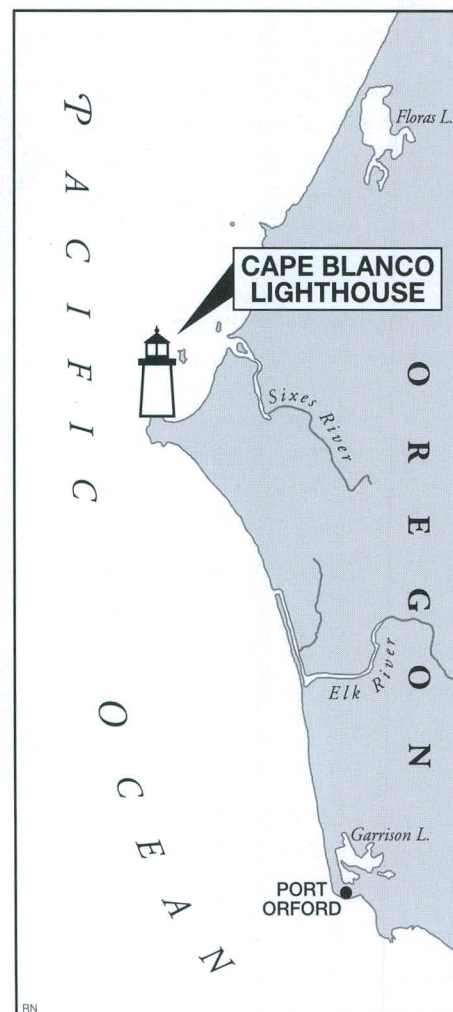 PACIFIC
OCEAN
Floras L.
CAPE BLANCO
LIGHTHOUSE
Sixes River
OREGON
Elk River
Garrison L.
PORT
ORFORD
RN